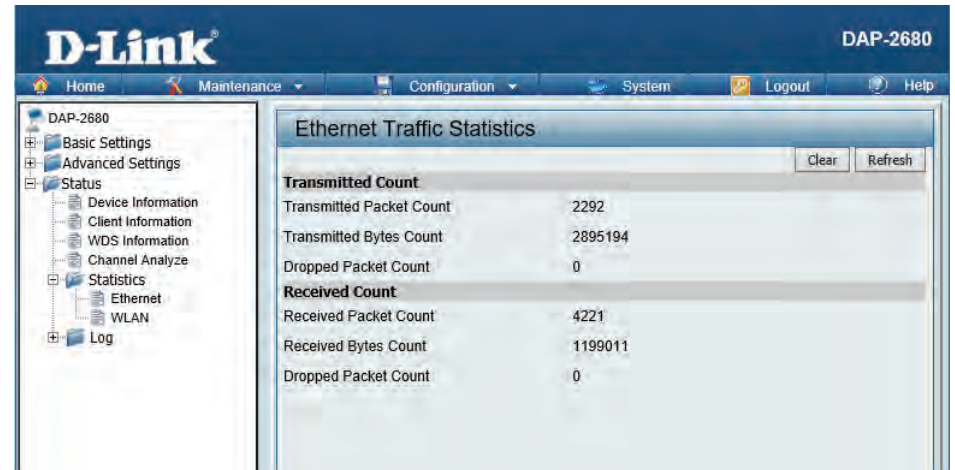 D-Link®
DAP-2680
Home Maintenance Configuration System Logout Help
DAP-2680
Basic Settings
Advanced Settings
Status
Device Information
Client Information
WDS Information
Channel Analyze
Statistics
Ethernet
WLAN
Log
Ethernet Traffic Statistics
Clear Refresh
Transmitted Count
Transmitted Packet Count 2292
Transmitted Bytes Count 2895194
Dropped Packet Count 0
Received Count
Received Packet Count 4221
Received Bytes Count 1199011
Dropped Packet Count 0